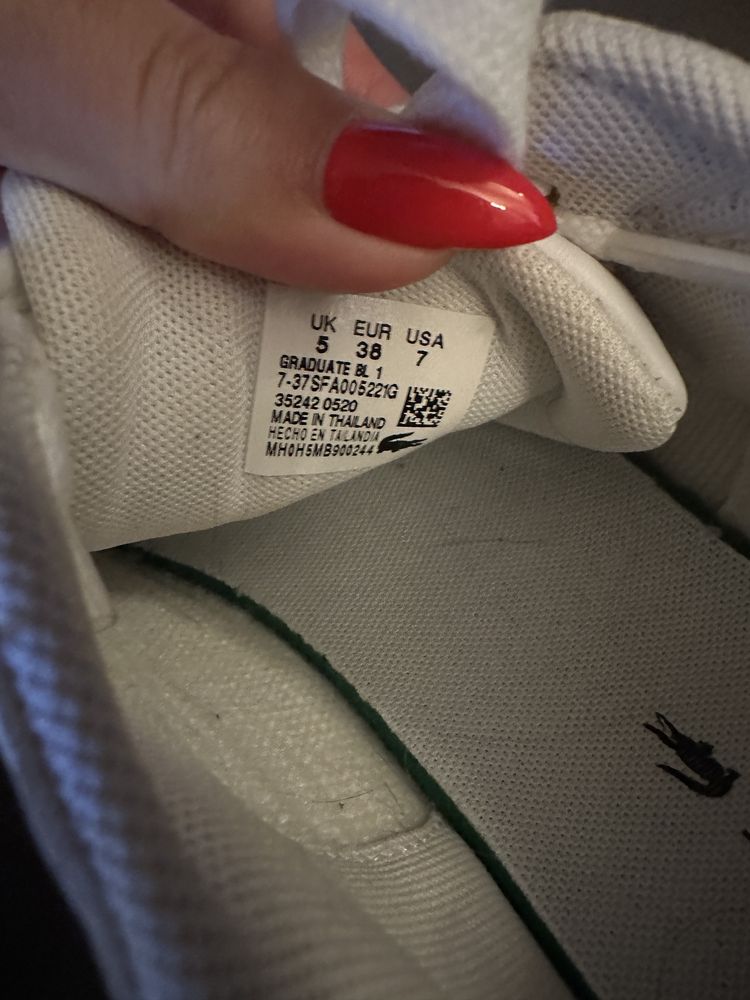 UK EUR USA
5 38 7
GRADUATE BL 1
7-37SFA005221G
35242 0520
MADE IN THAILAND
HECHO EN TAILANDIA
MH0H5MB900244